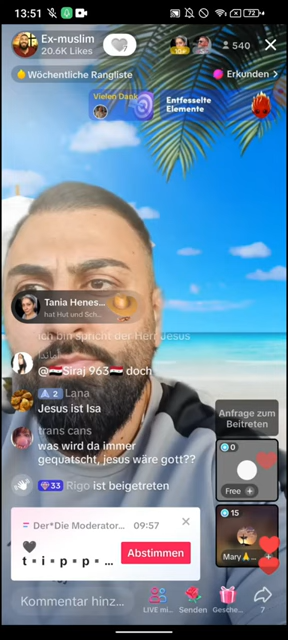 13:51
72
Ex-muslim
20.6K Likes
540
Wöchentliche Rangliste
Erkunden >
Vielen Dank
Entfesselte
Elemente
Tania Henes...
hat Hut und Sch...
ich bin spricht der Herr Jesus
@🇾🇪Siraj 963🇾🇪 doch
2 Lana
Jesus ist Isa
trans cans
was wird da immer
gequatscht, jesus wäre gott??
33 Rigo ist beigetreten
Anfrage zum
Beitreten
0
Free +
15
Mary🙏... +
Der*Die Moderator... 09:57
🖤
t ▪ i ▪ p ▪ p ▪ ...
Abstimmen
Kommentar hinz...
LIVE mi...
Senden
Gesche...
7